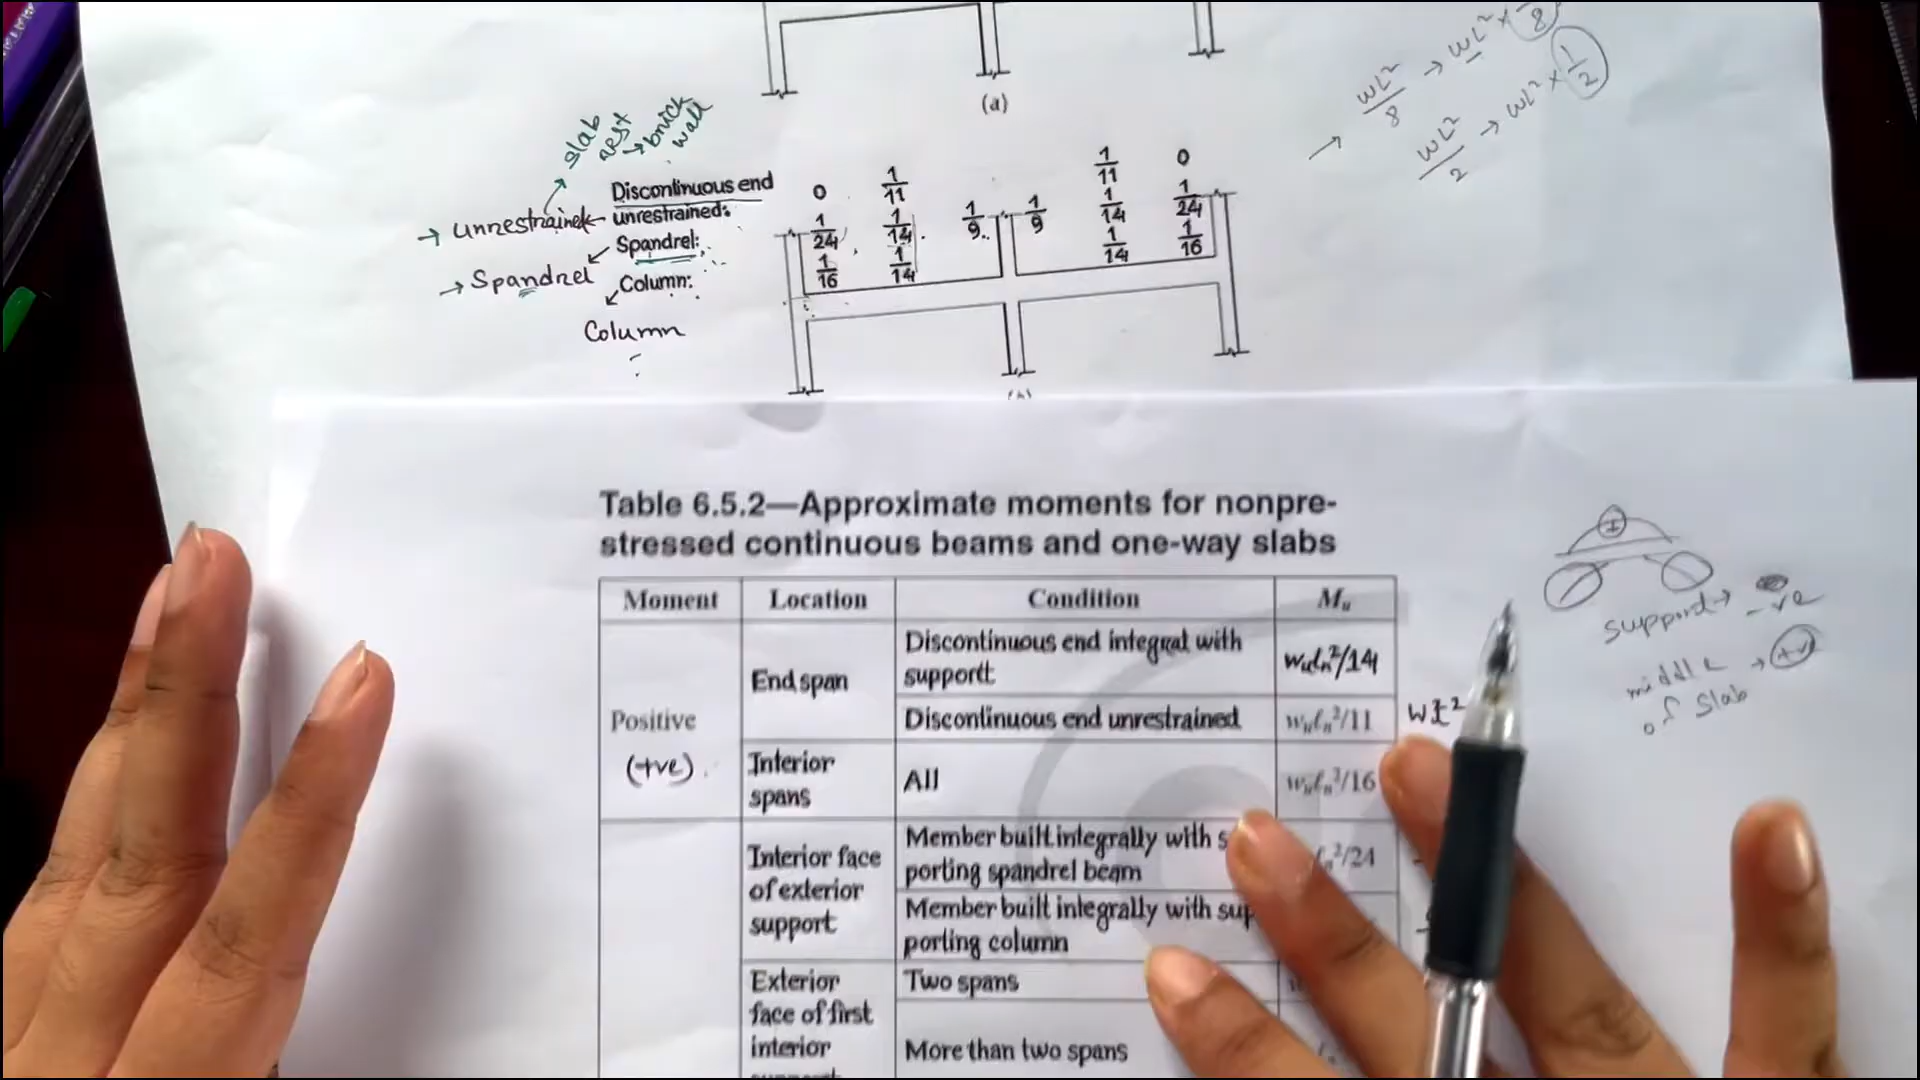 (a)
wL²/8 → wL² × 1/8
wL²/2 → wL² × 1/2
slab
rest
→ brick
wall
→ unrestrained
Discontinuous end
unrestrained:
Spandrel:
→ Spandrel
Column:
Column
0 1/11 1/11 0
1/24 1/14 1/9 1/9 1/14 1/24
1/16 1/14 1/14 1/16
Table 6.5.2—Approximate moments for nonpre-
stressed continuous beams and one-way slabs
Moment Location Condition Mu
Positive
(+ve)
End span
Discontinuous end integral with
supportt
wuℓn²/14
Discontinuous end unrestrained
wuℓn²/11
wL²
Interior
spans
All
wuℓn²/16
Interior face
of exterior
support
Member built integrally with s
porting spandrel beam
ℓn²/24
Member built integrally with sup
porting column
Exterior
face of first
interior
Two spans
More than two spans
support → -ve
middle → +ve
of slab